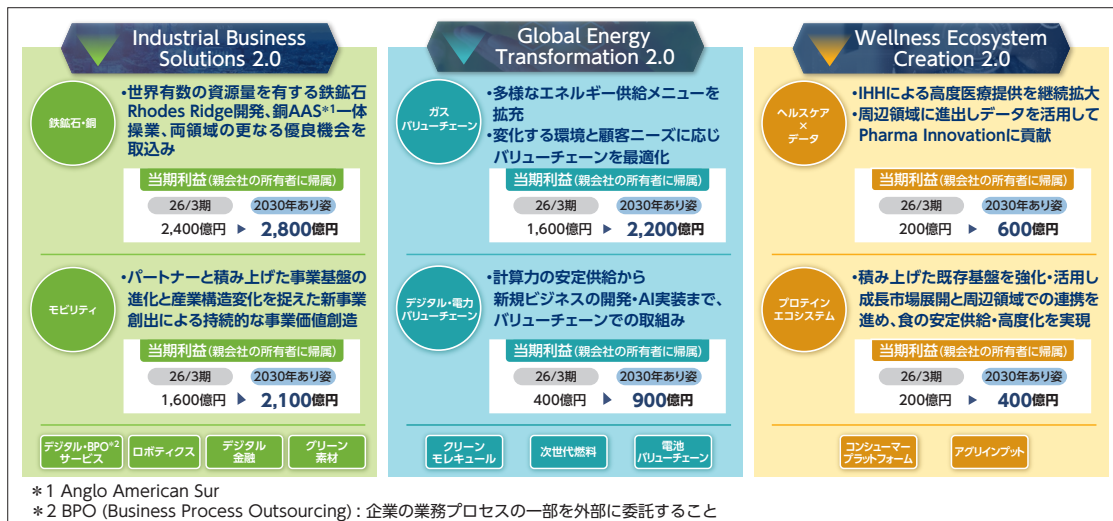 Industrial Business
Solutions 2.0
鉄鉱石・銅
・世界有数の資源量を有する鉄鉱石
Rhodes Ridge開発、銅AAS*1一体
操業、両領域の更なる優良機会を
取込み
当期利益(親会社の所有者に帰属)
26/3期 2030年あり姿
2,400億円 ▶ 2,800億円
モビリティ
・パートナーと積み上げた事業基盤の
進化と産業構造変化を捉えた新事業
創出による持続的な事業価値創造
当期利益(親会社の所有者に帰属)
26/3期 2030年あり姿
1,600億円 ▶ 2,100億円
デジタル・BPO*2
サービス
ロボティクス
デジタル
金融
グリーン
素材
Global Energy
Transformation 2.0
ガス
バリューチェーン
・多様なエネルギー供給メニューを
拡充
・変化する環境と顧客ニーズに応じ
バリューチェーンを最適化
当期利益(親会社の所有者に帰属)
26/3期 2030年あり姿
1,600億円 ▶ 2,200億円
デジタル・電力
バリューチェーン
・計算力の安定供給から
新規ビジネスの開発・AI実装まで、
バリューチェーンでの取組み
当期利益(親会社の所有者に帰属)
26/3期 2030年あり姿
400億円 ▶ 900億円
クリーン
モレキュール
次世代燃料
電池
バリューチェーン
Wellness Ecosystem
Creation 2.0
ヘルスケア
×
データ
・IHHによる高度医療提供を継続拡大
・周辺領域に進出しデータを活用して
Pharma Innovationに貢献
当期利益(親会社の所有者に帰属)
26/3期 2030年あり姿
200億円 ▶ 600億円
プロテイン
エコシステム
・積み上げた既存基盤を強化・活用し
成長市場展開と周辺領域での連携を
進め、食の安定供給・高度化を実現
当期利益(親会社の所有者に帰属)
26/3期 2030年あり姿
200億円 ▶ 400億円
コンシューマー
プラットフォーム
アグリインプット
*1 Anglo American Sur
*2 BPO (Business Process Outsourcing) : 企業の業務プロセスの一部を外部に委託すること